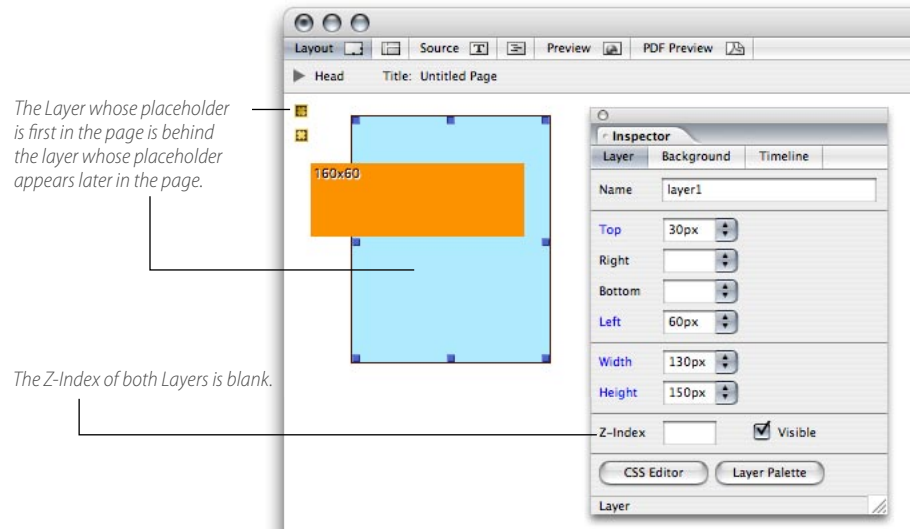 Layout Source T Preview PDF Preview
Head Title: Untitled Page
The Layer whose placeholder
is first in the page is behind
the layer whose placeholder
appears later in the page.
160x60
Inspector
Layer Background Timeline
Name layer1
Top 30px
Right
Bottom
Left 60px
Width 130px
Height 150px
The Z-Index of both Layers is blank.
Z-Index Visible
CSS Editor Layer Palette
Layer